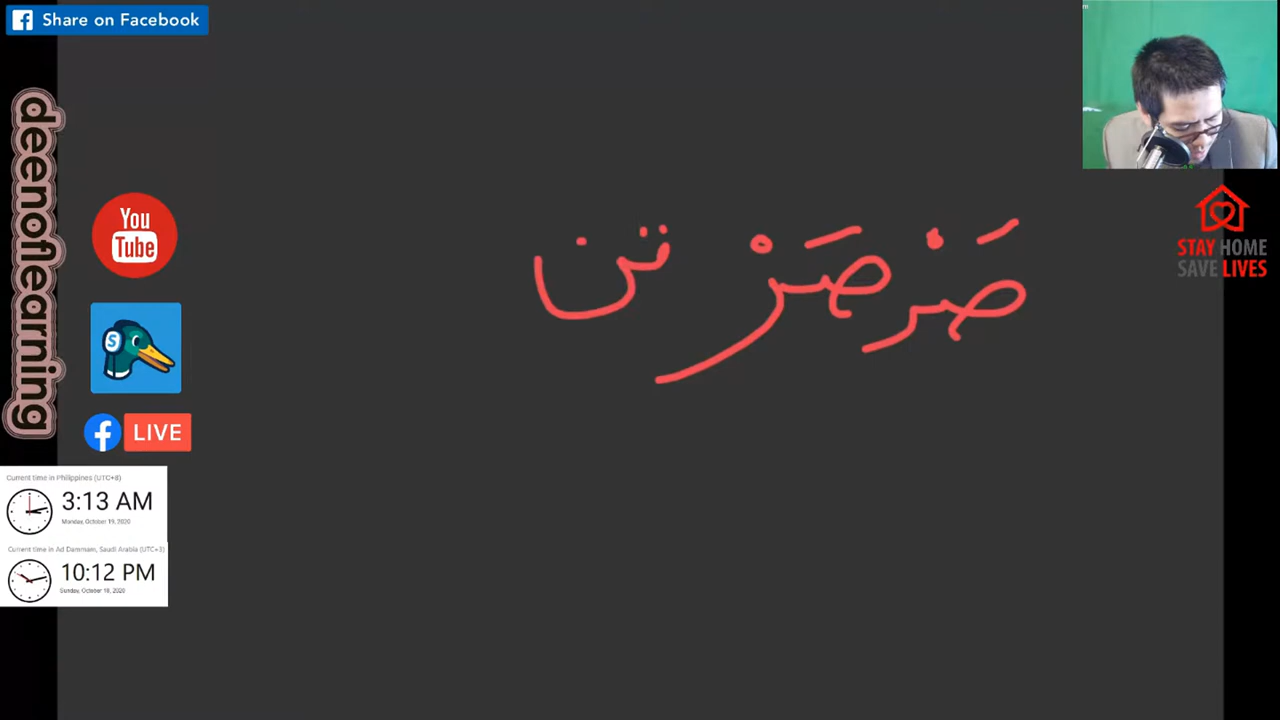 Share on Facebook
deenoflearning
You
Tube
S
LIVE
Current time in Philippines (UTC+8)
3:13 AM
Monday, October 19, 2020
Current time in Ad Dammam, Saudi Arabia (UTC+3)
10:12 PM
Sunday, October 18, 2020
صَرْصَرْ تن
STAY HOME
SAVE LIVES